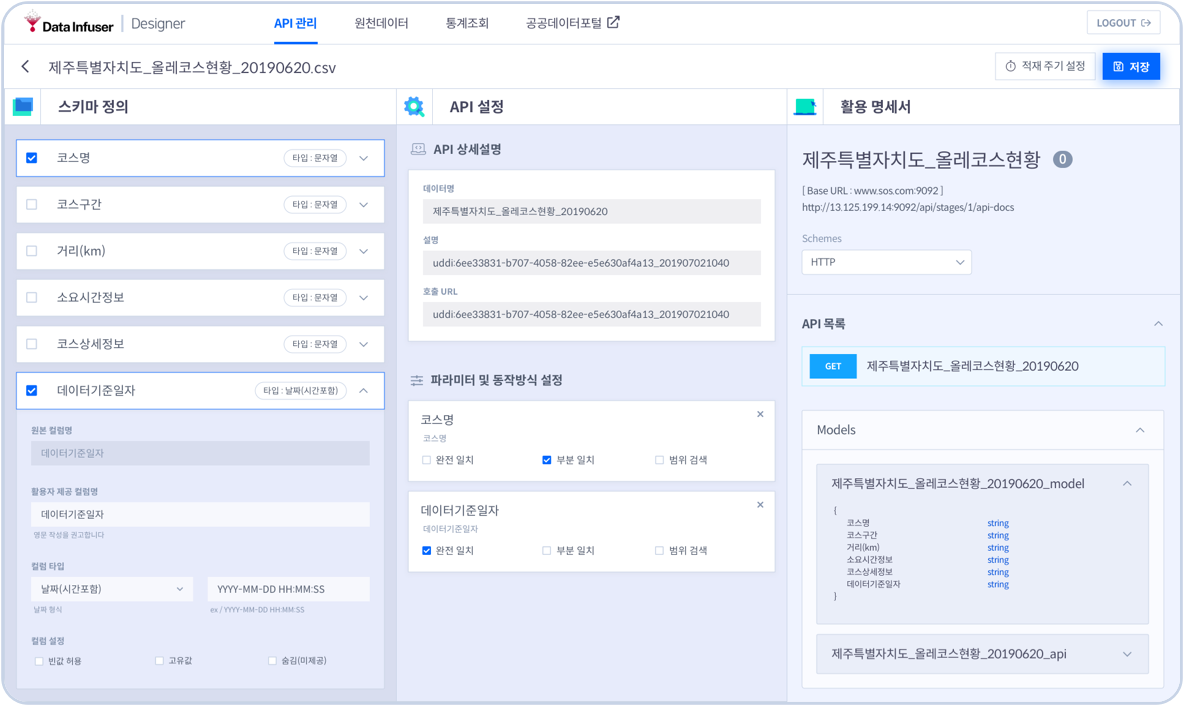 Data Infuser | Designer
API 관리
원천데이터
통계조회
공공데이터포털
LOGOUT
제주특별자치도_올레코스현황_20190620.csv
적재 주기 설정
저장
스키마 정의
코스명
타입 : 문자열
코스구간
타입 : 문자열
거리(km)
타입 : 문자열
소요시간정보
타입 : 문자열
코스상세정보
타입 : 문자열
데이터기준일자
타입 : 날짜(시간포함)
원본 컬럼명
데이터기준일자
활용자 제공 컬럼명
데이터기준일자
영문 작성을 권고합니다
컬럼 타입
날짜(시간포함)
YYYY-MM-DD HH:MM:SS
날짜 형식
ex / YYYY-MM-DD HH:MM:SS
컬럼 설정
빈값 허용
고유값
숨김(미제공)
API 설정
API 상세설명
데이터명
제주특별자치도_올레코스현황_20190620
설명
uddi:6ee33831-b707-4058-82ee-e5e630af4a13_201907021040
호출 URL
uddi:6ee33831-b707-4058-82ee-e5e630af4a13_201907021040
파라미터 및 동작방식 설정
코스명
코스명
완전 일치
부분 일치
범위 검색
데이터기준일자
데이터기준일자
완전 일치
부분 일치
범위 검색
활용 명세서
제주특별자치도_올레코스현황 0
[ Base URL : www.sos.com:9092 ]
http://13.125.199.14:9092/api/stages/1/api-docs
Schemes
HTTP
API 목록
GET 제주특별자치도_올레코스현황_20190620
Models
제주특별자치도_올레코스현황_20190620_model
{
코스명 string
코스구간 string
거리(km) string
소요시간정보 string
코스상세정보 string
데이터기준일자 string
}
제주특별자치도_올레코스현황_20190620_api